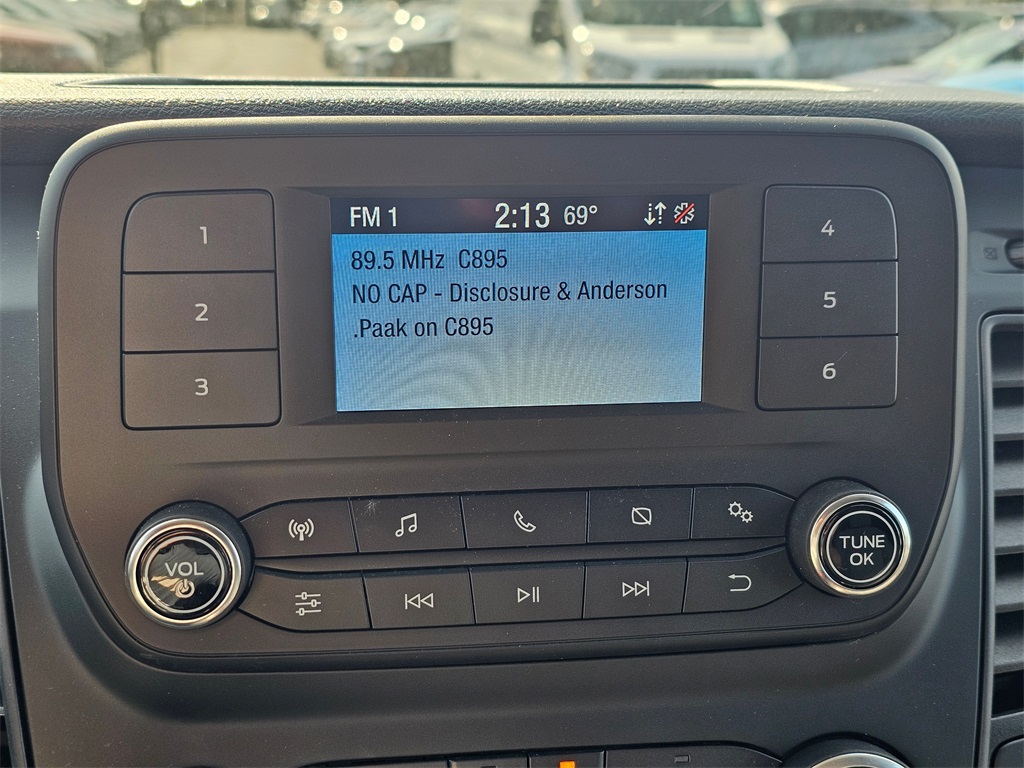 FM 1 2:13 69°
89.5 MHz C895
NO CAP - Disclosure & Anderson
.Paak on C895
1
2
3
4
5
6
VOL
TUNE
OK